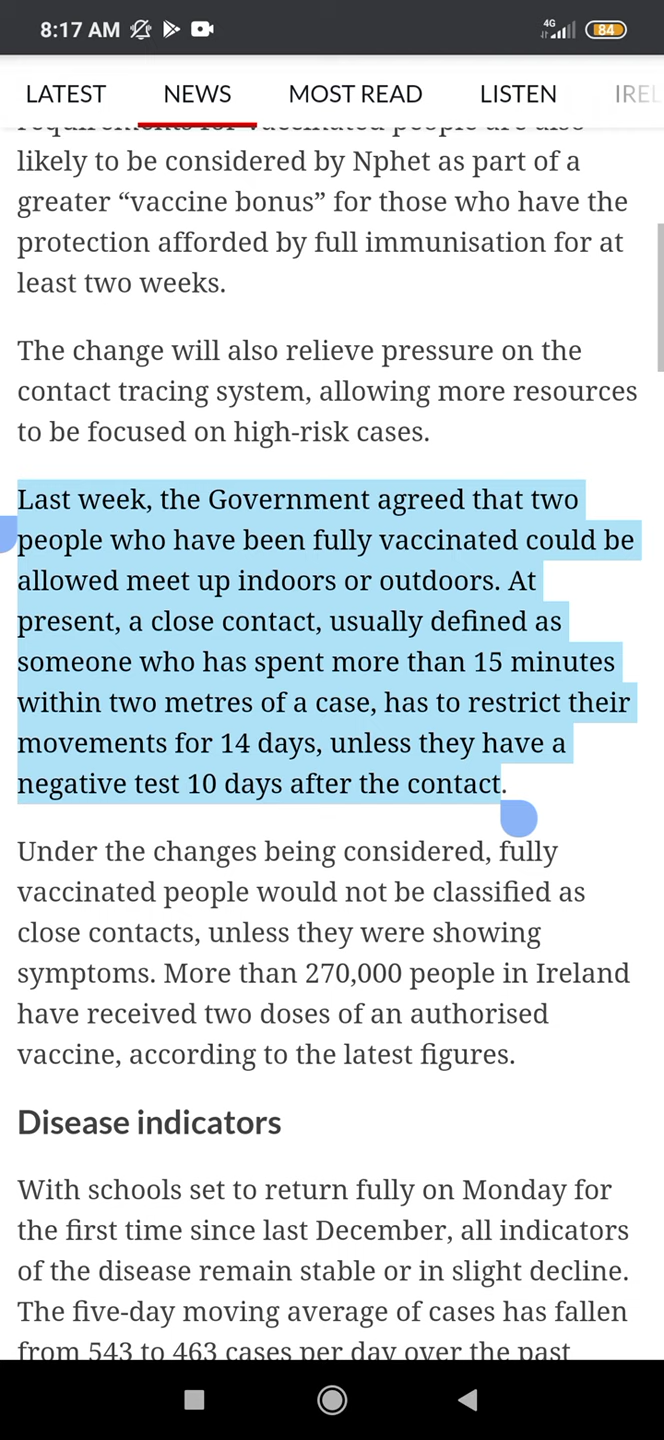 8:17 AM
4G
84
LATEST
NEWS
MOST READ
LISTEN
IREL
requirements for vaccinated people are also
likely to be considered by Nphet as part of a
greater “vaccine bonus” for those who have the
protection afforded by full immunisation for at
least two weeks.
The change will also relieve pressure on the
contact tracing system, allowing more resources
to be focused on high-risk cases.
Last week, the Government agreed that two
people who have been fully vaccinated could be
allowed meet up indoors or outdoors. At
present, a close contact, usually defined as
someone who has spent more than 15 minutes
within two metres of a case, has to restrict their
movements for 14 days, unless they have a
negative test 10 days after the contact.
Under the changes being considered, fully
vaccinated people would not be classified as
close contacts, unless they were showing
symptoms. More than 270,000 people in Ireland
have received two doses of an authorised
vaccine, according to the latest figures.
Disease indicators
With schools set to return fully on Monday for
the first time since last December, all indicators
of the disease remain stable or in slight decline.
The five-day moving average of cases has fallen
from 543 to 463 cases per day over the past